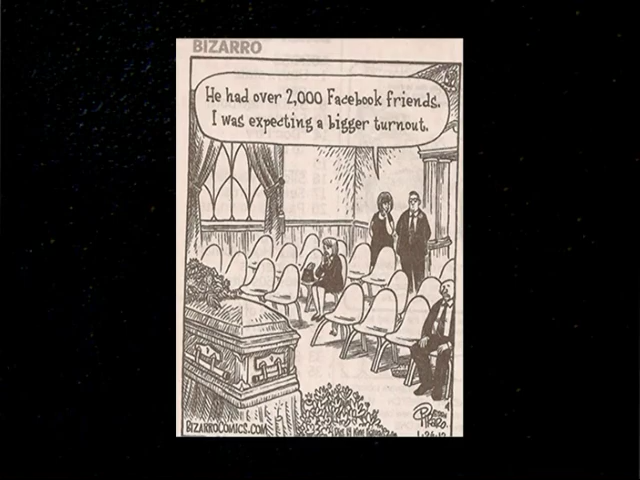 BIZARRO
He had over 2,000 Facebook friends.
I was expecting a bigger turnout.
BIZARROCOMICS.COM